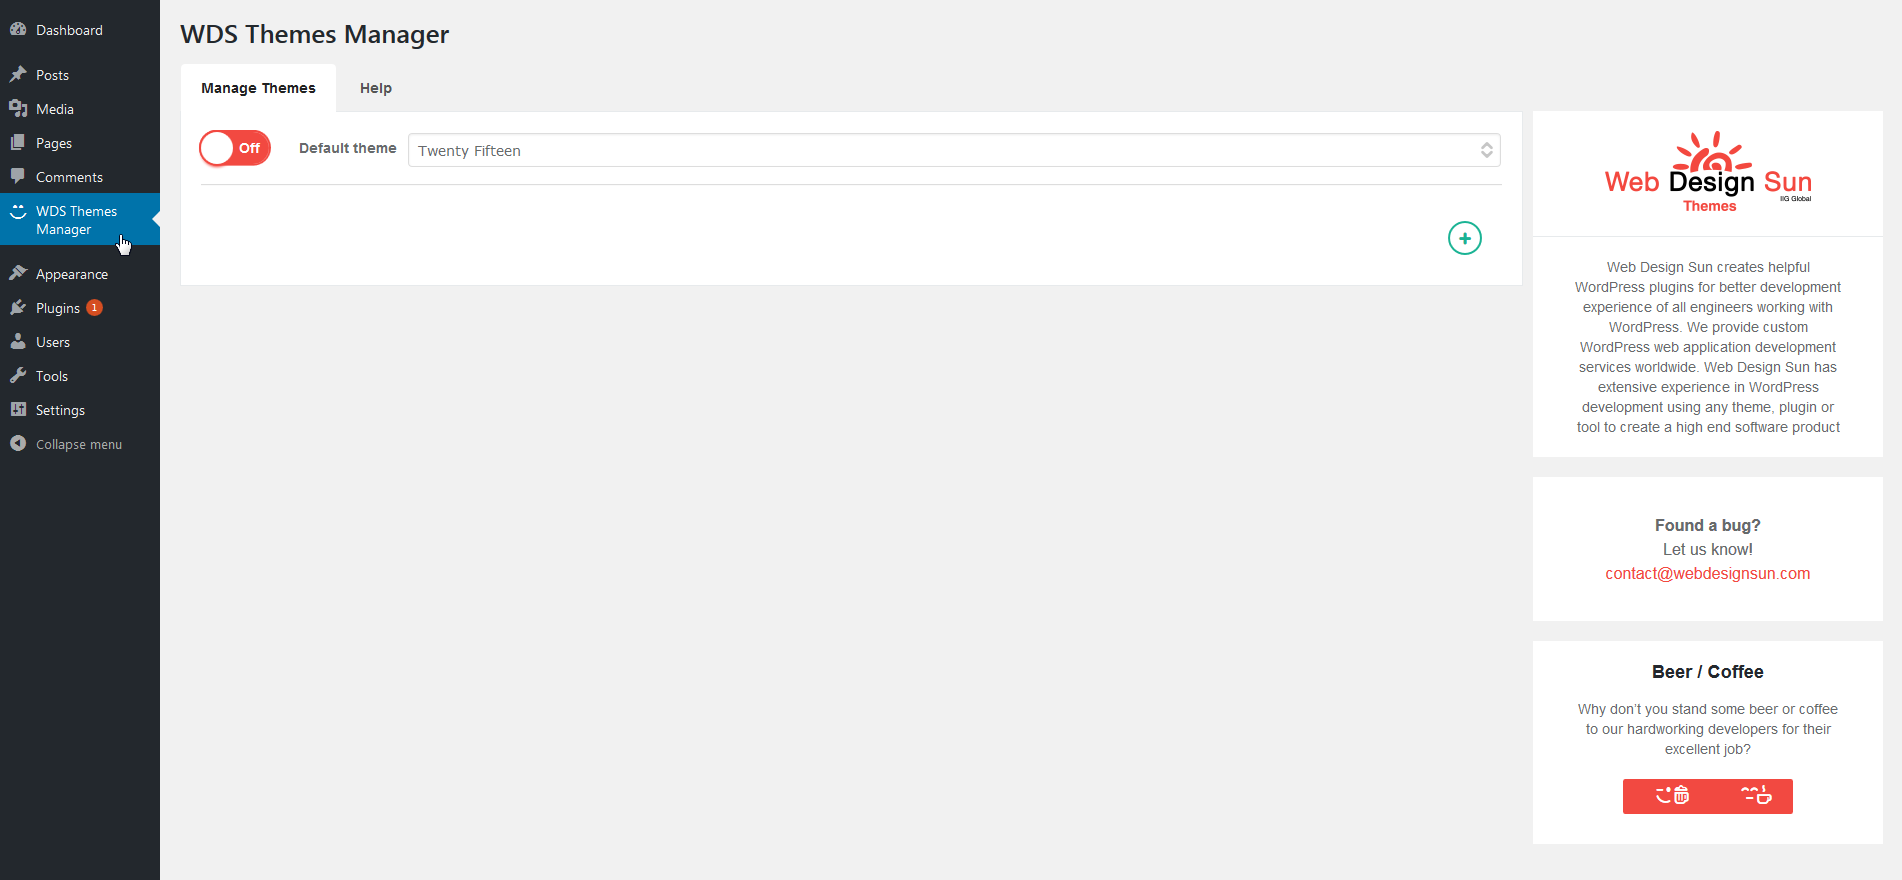 Dashboard
Posts
Media
Pages
Comments
WDS Themes
Manager
Appearance
Plugins 1
Users
Tools
Settings
Collapse menu
WDS Themes Manager
Manage Themes Help
Off Default theme Twenty Fifteen
Web Design Sun
IIG Global
Themes
Web Design Sun creates helpful
WordPress plugins for better development
experience of all engineers working with
WordPress. We provide custom
WordPress web application development
services worldwide. Web Design Sun has
extensive experience in WordPress
development using any theme, plugin or
tool to create a high end software product
Found a bug?
Let us know!
contact@webdesignsun.com
Beer / Coffee
Why don't you stand some beer or coffee
to our hardworking developers for their
excellent job?